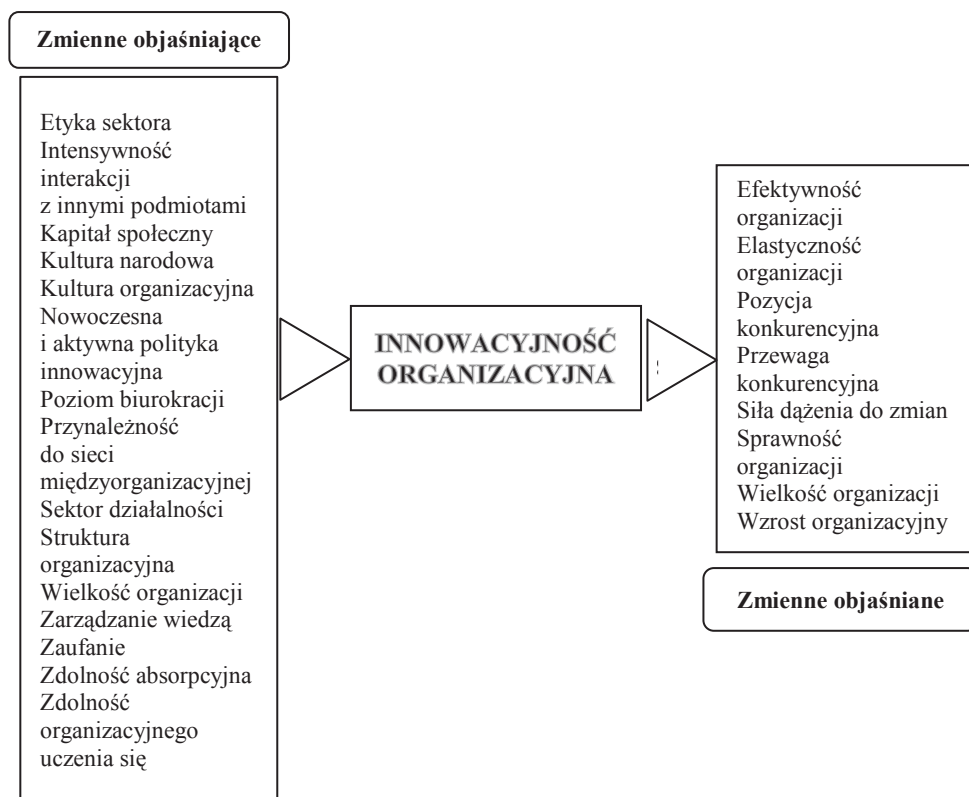 Zmienne objaśniające
Etyka sektora
Intensywność
interakcji
z innymi podmiotami
Kapitał społeczny
Kultura narodowa
Kultura organizacyjna
Nowoczesna
i aktywna polityka
innowacyjna
Poziom biurokracji
Przynależność
do sieci
międzyorganizacyjnej
Sektor działalności
Struktura
organizacyjna
Wielkość organizacji
Zarządzanie wiedzą
Zaufanie
Zdolność absorpcyjna
Zdolność
organizacyjnego
uczenia się
INNOWACYJNOŚĆ
ORGANIZACYJNA
Efektywność
organizacji
Elastyczność
organizacji
Pozycja
konkurencyjna
Przewaga
konkurencyjna
Siła dążenia do zmian
Sprawność
organizacji
Wielkość organizacji
Wzrost organizacyjny
Zmienne objaśniane